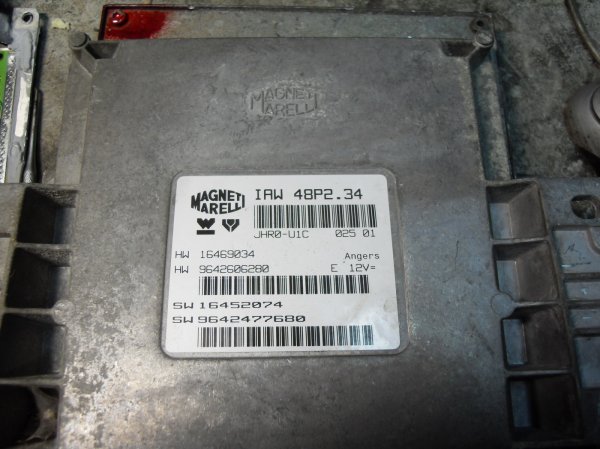 MAGNETI
MARELLI
MAGNETI
MARELLI
IAW 48P2.34
JHR0-U1C 025 01
HW 16469034 Angers
HW 9642606280 E 12V=
SW 16452074
SW 9642477680